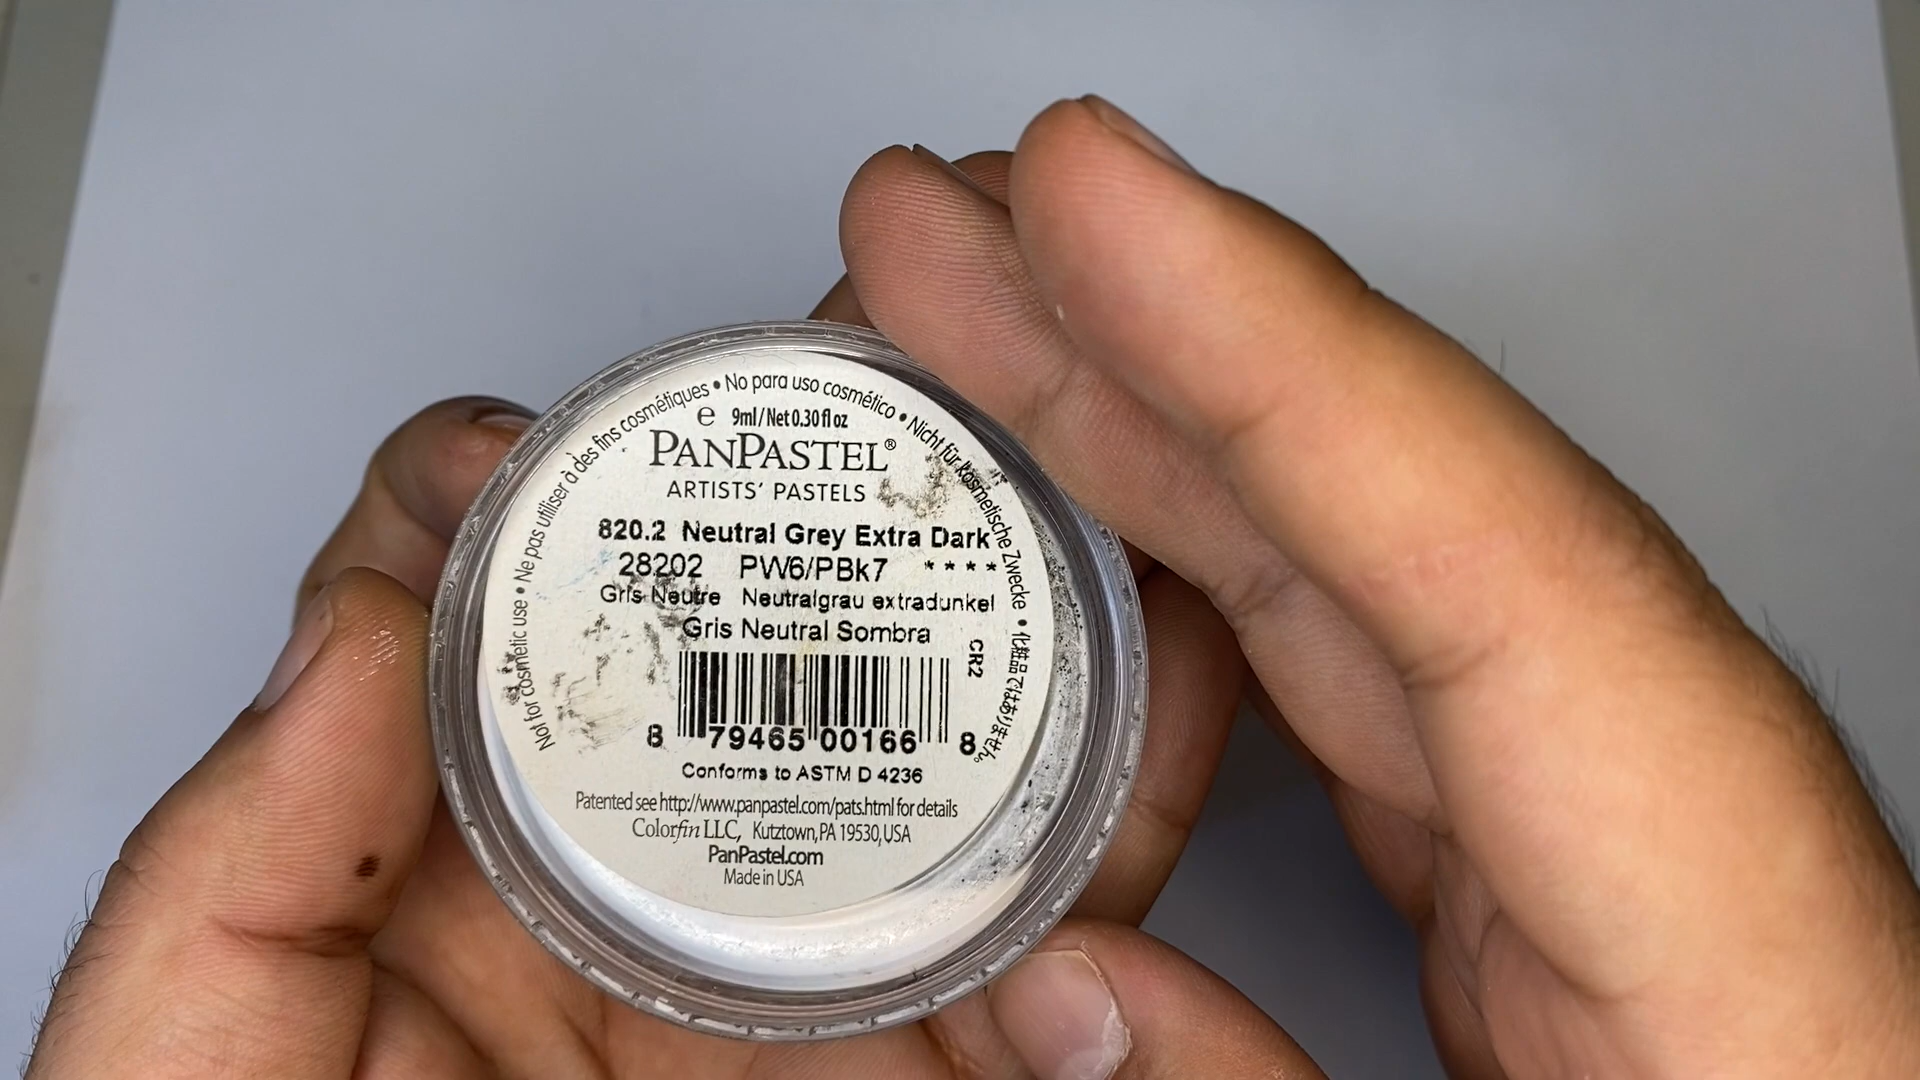 Not for cosmetic use • Ne pas utiliser à des fins cosmétiques • No para uso cosmético • Nicht für kosmetische Zwecke • 化粧品ではありません。
e 9ml/Net 0.30 fl oz
PANPASTEL®
ARTISTS' PASTELS
820.2 Neutral Grey Extra Dark
28202 PW6/PBk7 ****
Gris Neutre Neutralgrau extradunkel
Gris Neutral Sombra
CR2
8 79465 00166 8
Conforms to ASTM D 4236
Patented see http://www.panpastel.com/pats.html for details
Colorfin LLC, Kutztown, PA 19530, USA
PanPastel.com
Made in USA